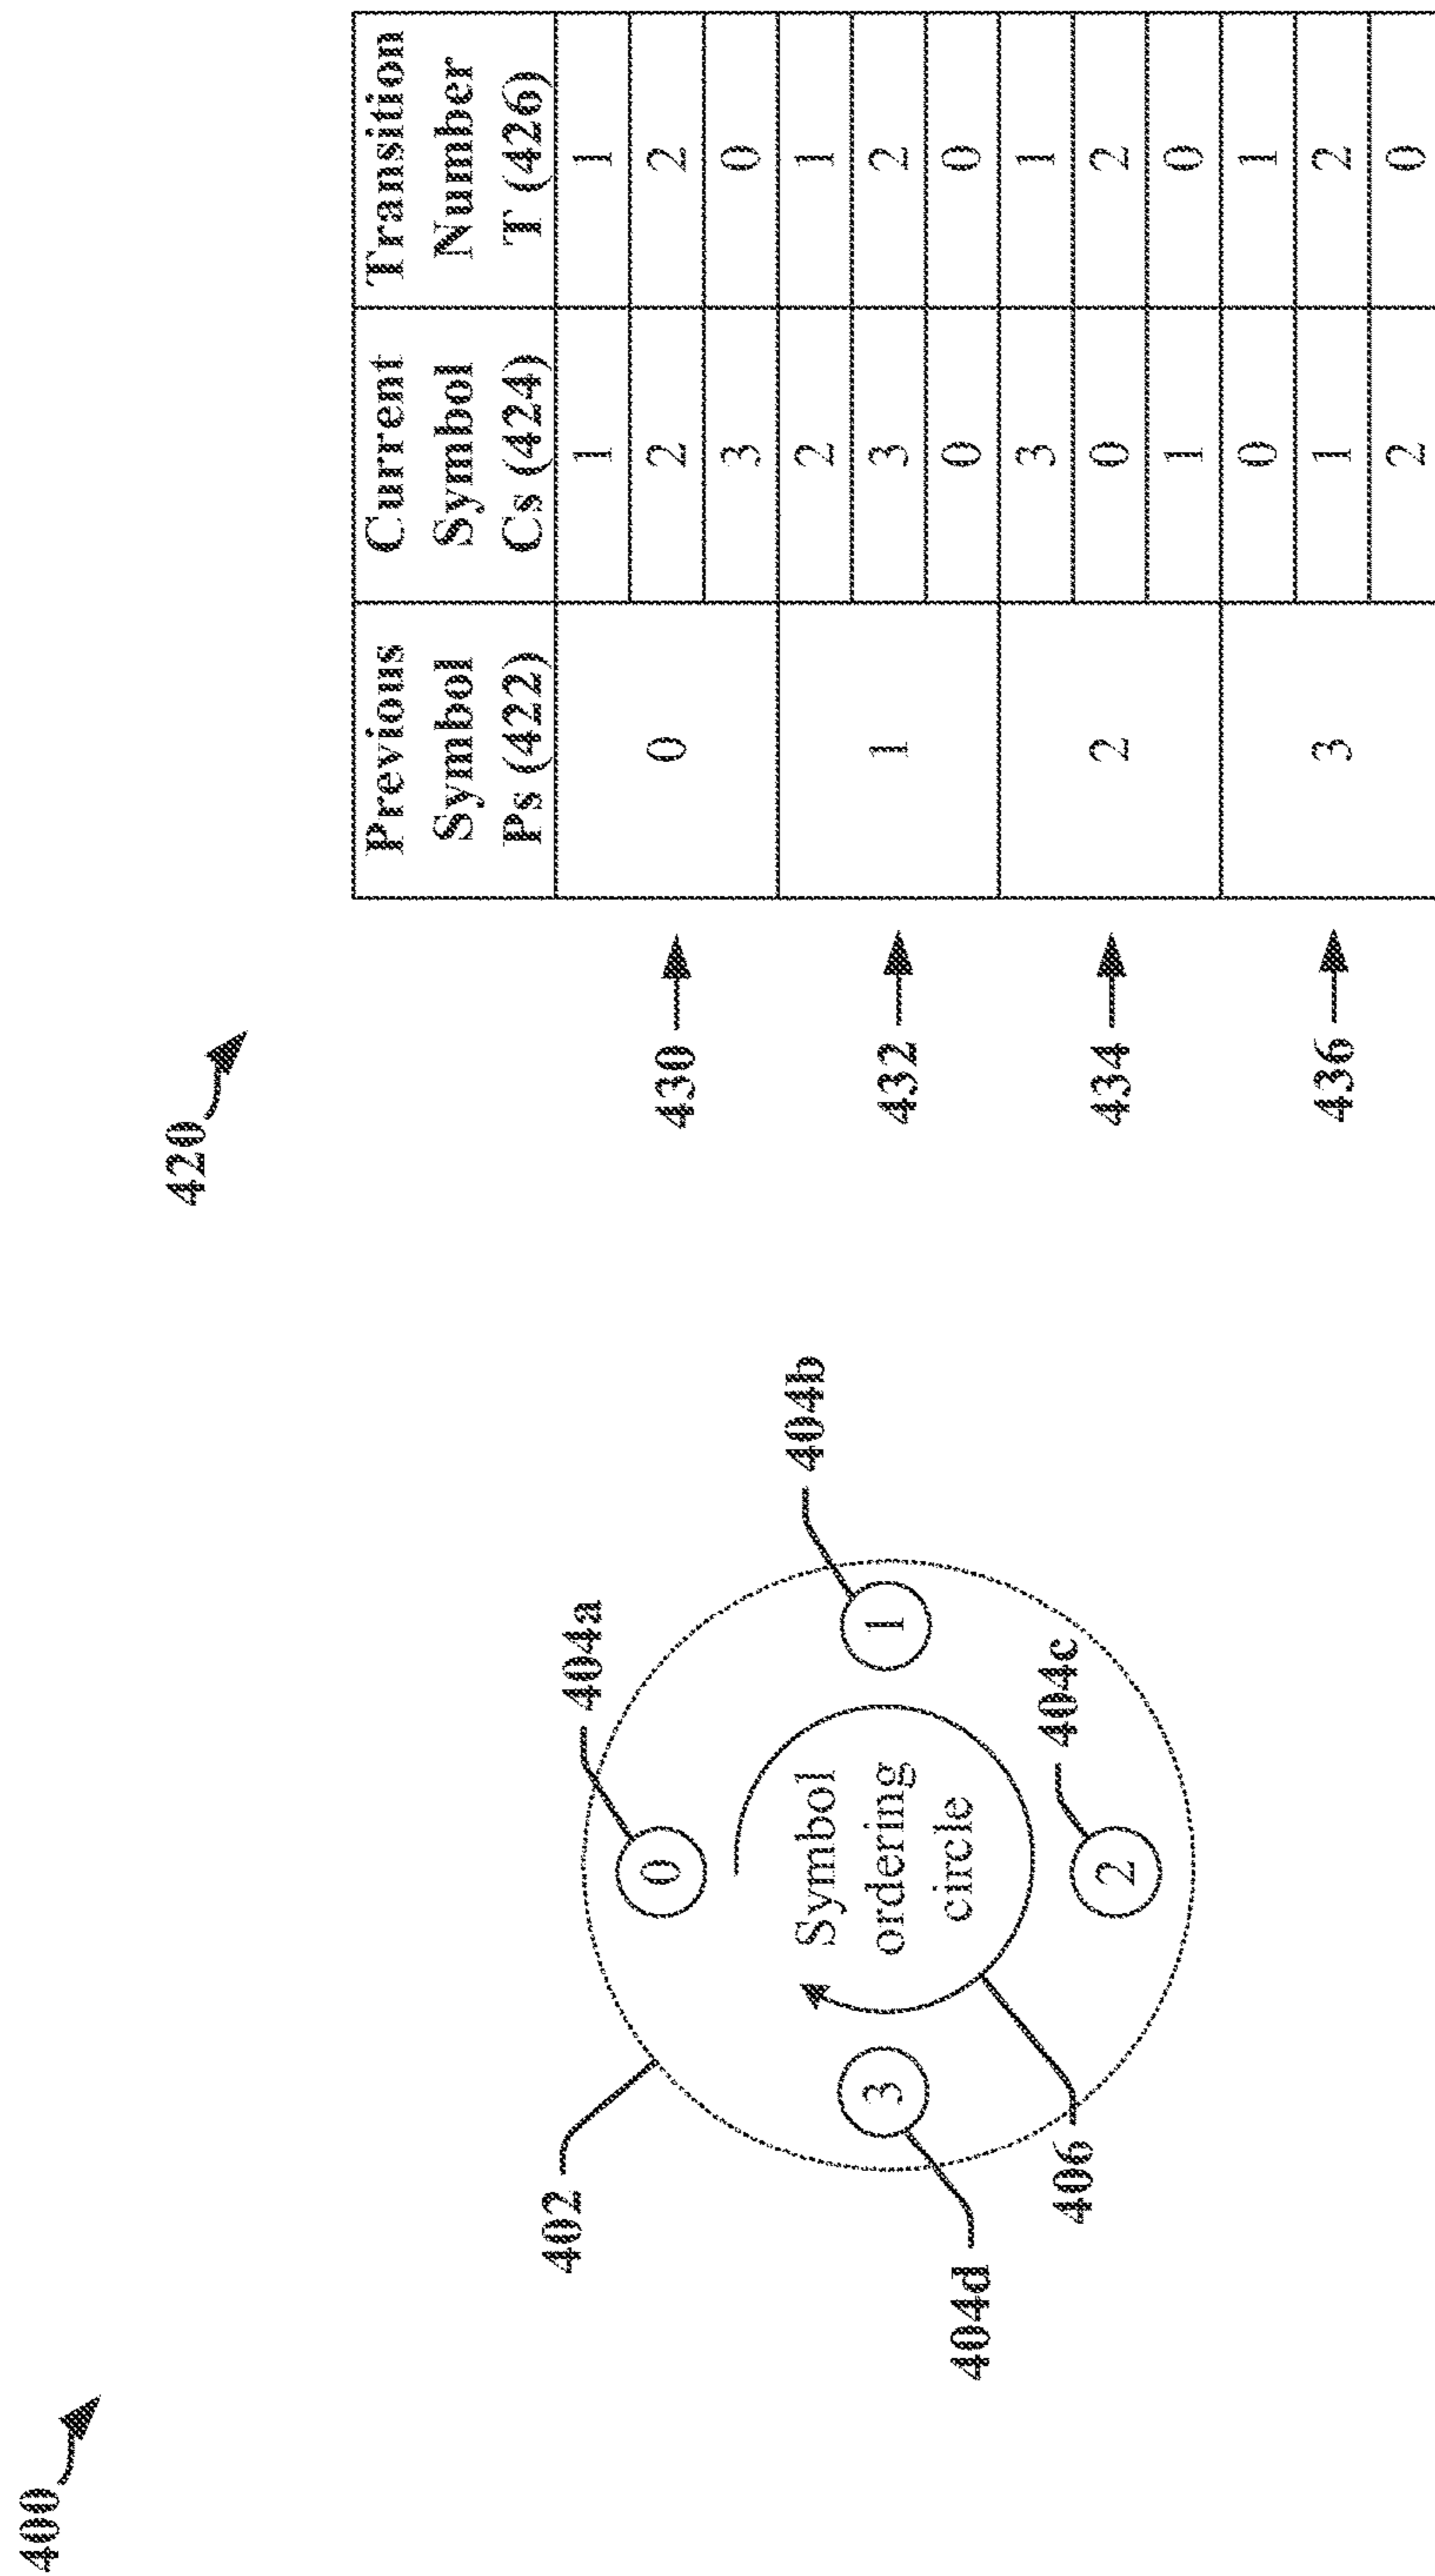 400
402
404a
0
404b
1
404c
2
404d
3
406
Symbol
ordering
circle
420
Previous Symbol Ps (422) Current Symbol Cs (424) Transition Number T (426)
430 0 1 1
2 2
3 0
432 1 2 1
3 2
0 0
434 2 3 1
0 2
1 0
436 3 0 1
1 2
2 0